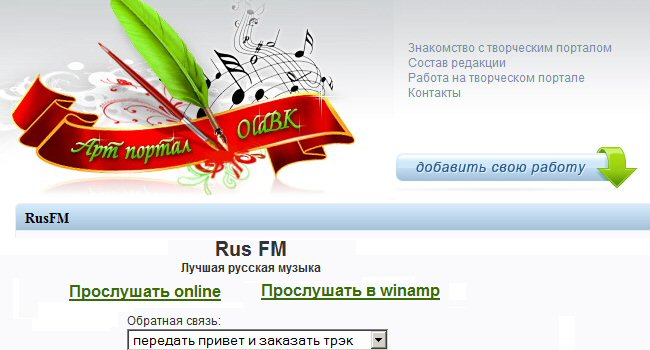 Арт портал OldBK
Знакомство с творческим порталом
Состав редакции
Работа на творческом портале
Контакты
добавить свою работу
RusFM
Rus FM
Лучшая русская музыка
Прослушать online Прослушать в winamp
Обратная связь:
передать привет и заказать трэк